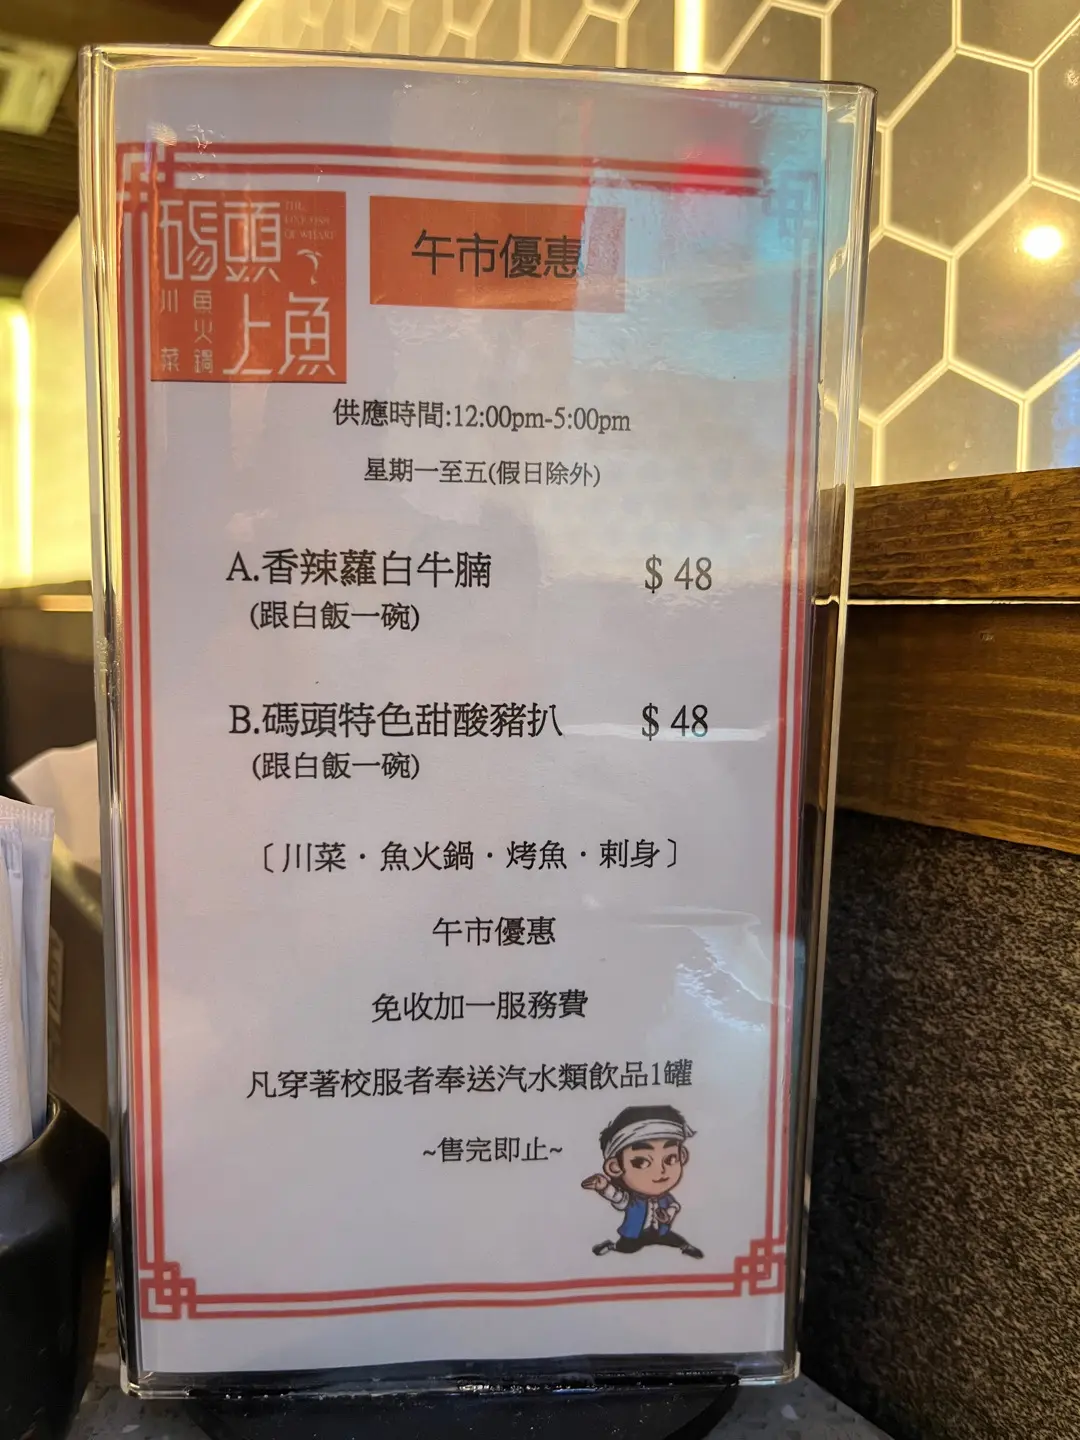 碼頭
THE
上魚
川菜
魚火鍋
午市優惠
供應時間:12:00pm-5:00pm
星期一至五(假日除外)
A.香辣蘿白牛腩 $ 48
(跟白飯一碗)
B.碼頭特色甜酸豬扒 $ 48
(跟白飯一碗)
〔川菜·魚火鍋·烤魚·刺身〕
午市優惠
免收加一服務費
凡穿著校服者奉送汽水類飲品1罐
~售完即止~